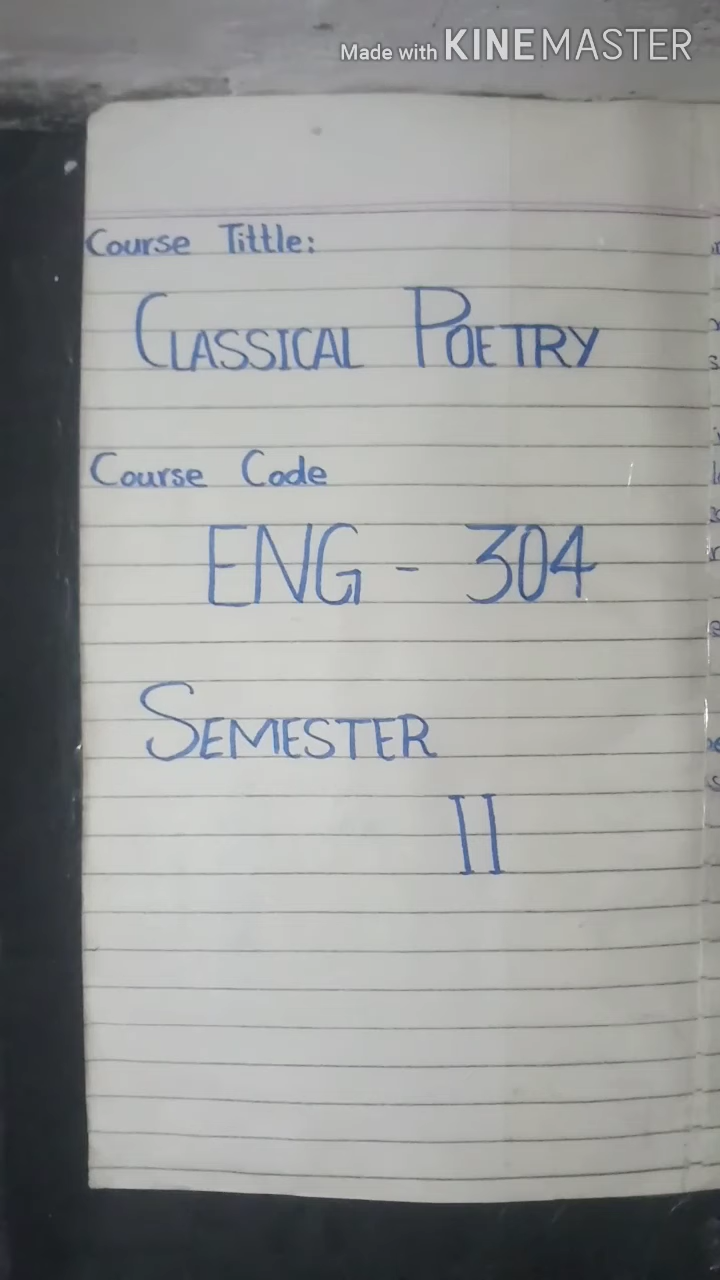 Made with KINEMASTER
Course Tittle:
CLASSICAL POETRY
Course Code
ENG - 304
SEMESTER
II